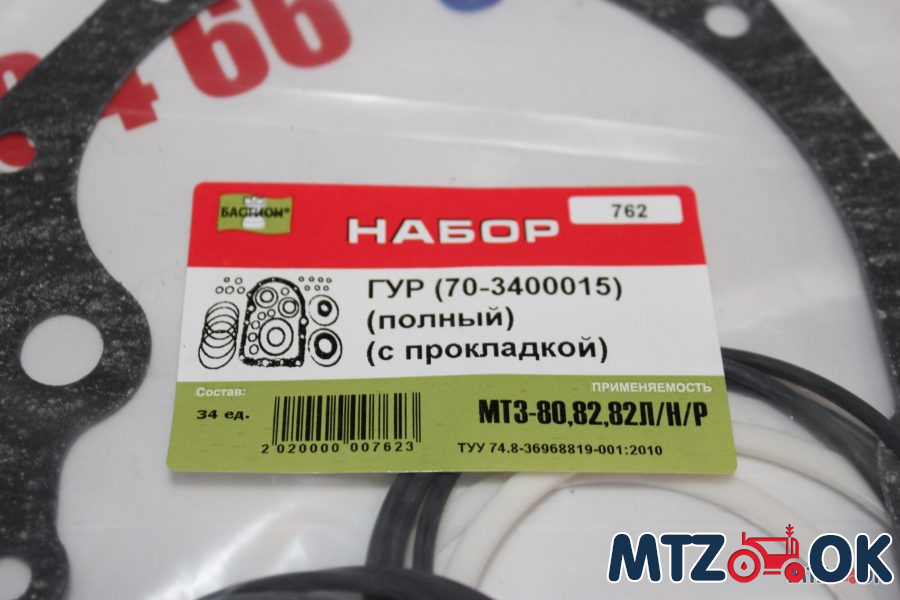 466
БАСТИОН®
НАБОР
762
ГУР (70-3400015)
(полный)
(с прокладкой)
Состав:
34 ед.
ПРИМЕНЯЕМОСТЬ
МТЗ-80,82,82Л/Н/Р
2 020000 007623
ТУУ 74.8-36968819-001:2010
MTZ OK